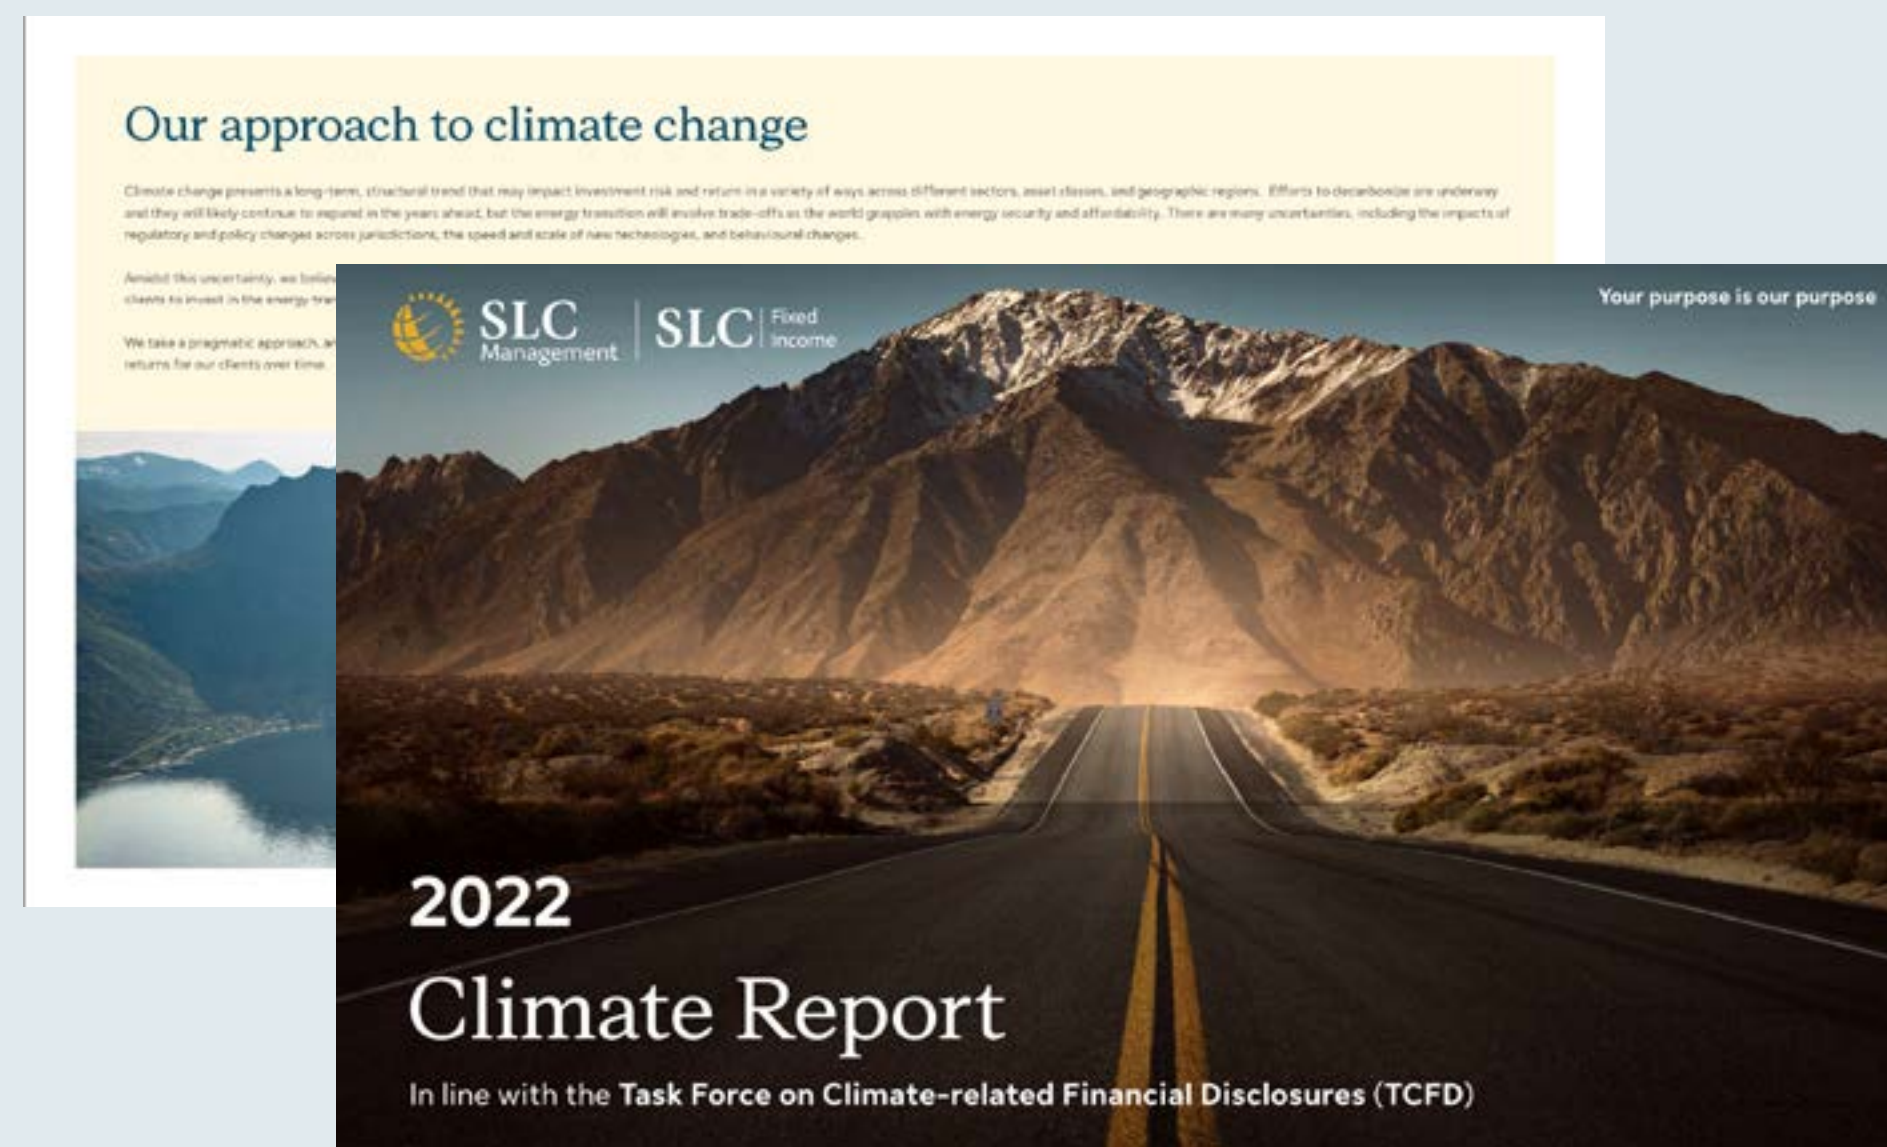 Our approach to climate change
Climate change presents a long-term, structural trend that may impact investment risk and return in a variety of ways across different sectors, asset classes, and geographic regions. Efforts to decarbonize are underway
and they will likely continue to expand in the years ahead, but the energy transition will involve trade-offs as the world grapples with energy security and affordability. There are many uncertainties, including the impacts of
regulatory and policy changes across jurisdictions, the speed and scale of new technologies, and behavioural changes.
Amidst this uncertainty, we
clients to invest in the energy
We take a pragmatic approach,
returns for our clients over time.
SLC
Management
SLC
Fixed
Income
Your purpose is our purpose
2022
Climate Report
In line with the Task Force on Climate-related Financial Disclosures (TCFD)